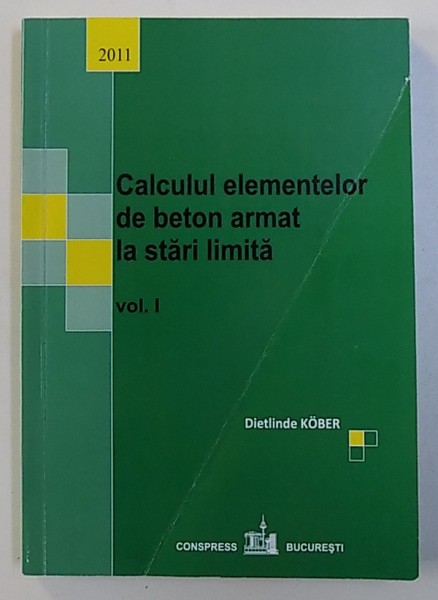 2011
Calculul elementelor
de beton armat
la stări limită
vol. I
Dietlinde KÖBER
CONSPRESS BUCUREȘTI